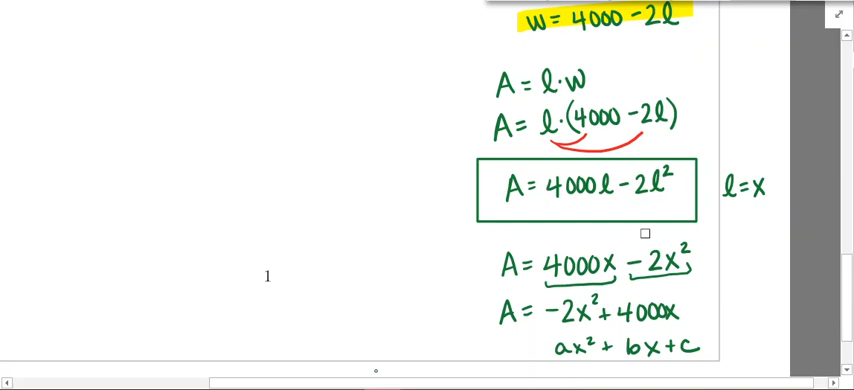 w = 4000 - 2l
A = l·w
A = l·(4000 - 2l)
A = 4000l - 2l²
l = x
A = 4000x - 2x²
1
A = -2x² + 4000x
ax² + bx + c